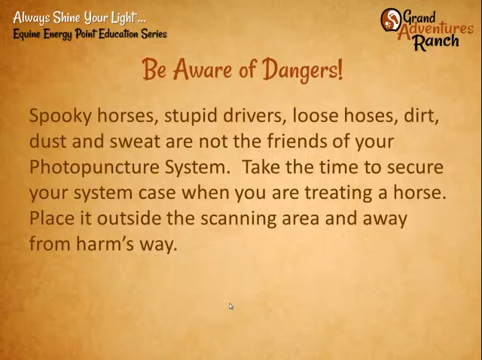 Always Shine Your Light...
Equine Energy Point Education Series
Grand
Adventures
Ranch
Be Aware of Dangers!
Spooky horses, stupid drivers, loose hoses, dirt,
dust and sweat are not the friends of your
Photopuncture System.  Take the time to secure
your system case when you are treating a horse.
Place it outside the scanning area and away
from harm's way.